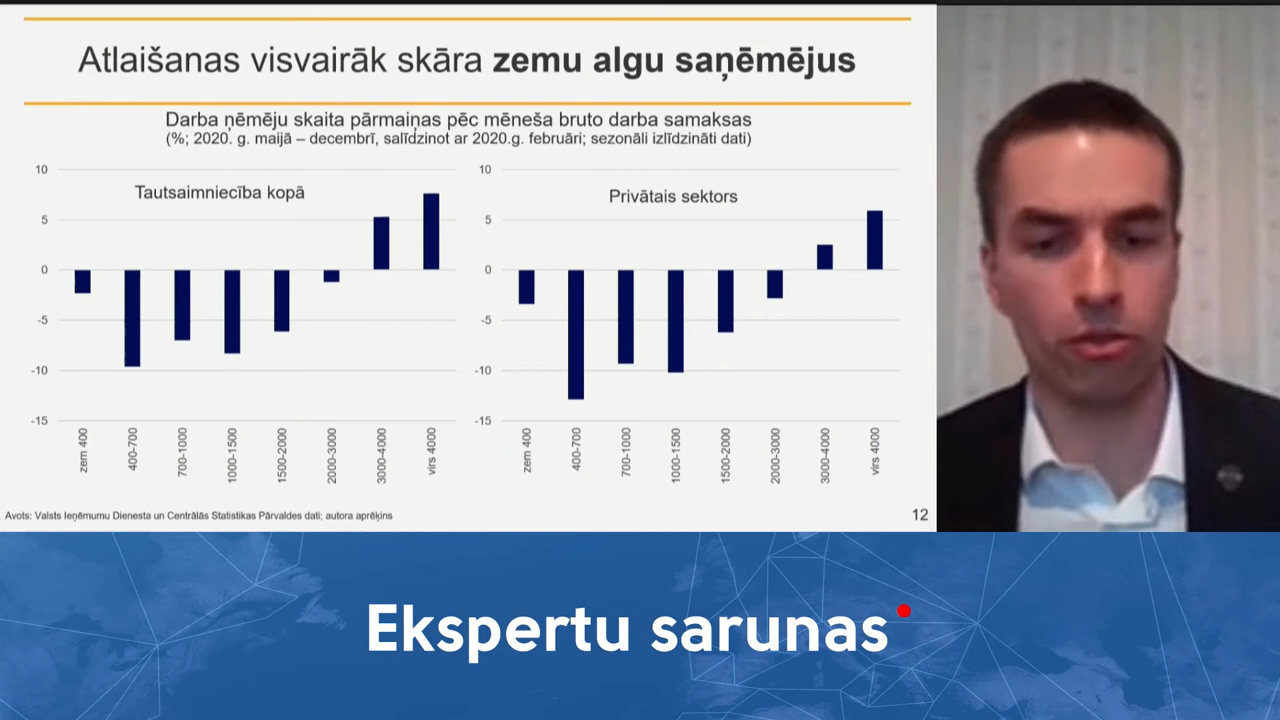 Atlaišanas visvairāk skāra zemu algu saņēmējus
Darba ņēmēju skaita pārmaiņas pēc mēneša bruto darba samaksas
(%; 2020. g. maijā – decembrī, salīdzinot ar 2020.g. februāri; sezonāli izlīdzināti dati)
Tautsaimniecība kopā
10
5
0
-5
-10
-15
zem 400
400-700
700-1000
1000-1500
1500-2000
2000-3000
3000-4000
virs 4000
Privātais sektors
10
5
0
-5
-10
-15
zem 400
400-700
700-1000
1000-1500
1500-2000
2000-3000
3000-4000
virs 4000
Avots: Valsts Ieņēmumu Dienesta un Centrālās Statistikas Pārvaldes dati; autora aprēķins
12
Ekspertu sarunas